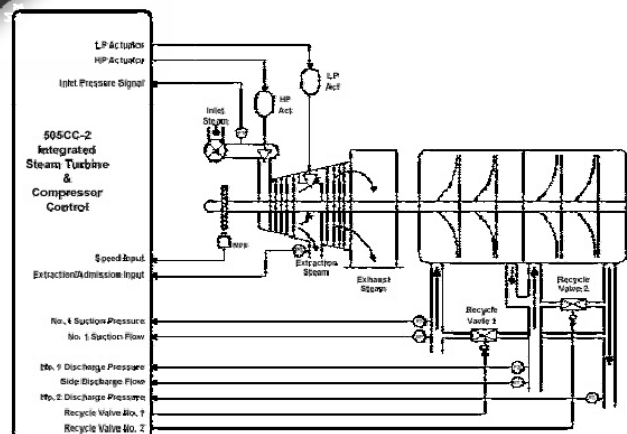 LP Actuator
HP Actuator
Inlet Pressure Signal
LP
Act
HP
Act
Inlet
Steam
505CC-2
Integrated
Steam Turbine
&
Compressor
Control
Speed Input
MPU
Extraction/Admission Input
Extraction
Steam
Exhaust
Steam
Recycle
Valve 2
Recycle
Valve 1
No. 1 Suction Pressure
No. 1 Suction Flow
No. 1 Discharge Pressure
Side Discharge Flow
No. 2 Discharge Pressure
Recycle Valve No. 1
Recycle Valve No. 2